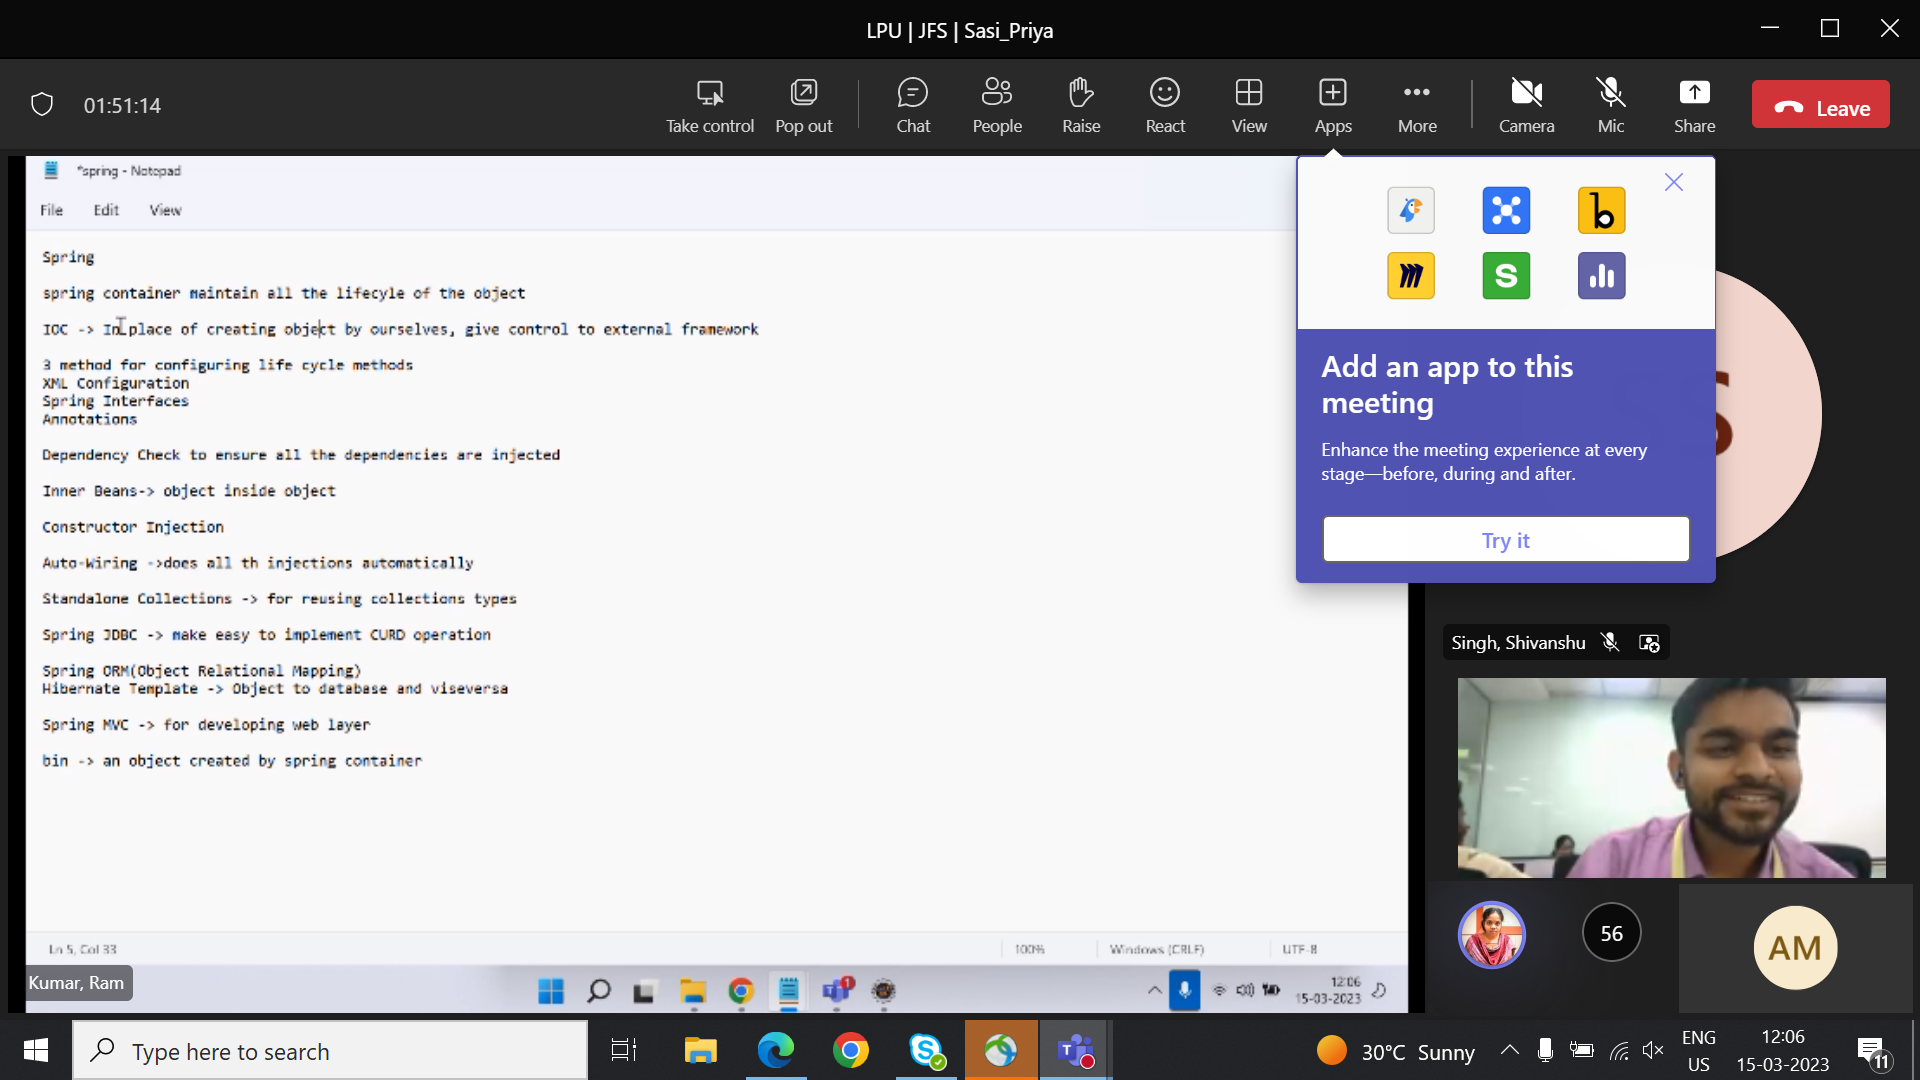 LPU | JFS | Sasi_Priya
01:51:14
Take control
Pop out
Chat
People
Raise
React
View
Apps
More
Camera
Mic
Share
Leave
*spring - Notepad
File Edit View
Spring
spring container maintain all the lifecyle of the object
IOC -> In place of creating object by ourselves, give control to external framework
3 method for configuring life cycle methods
XML Configuration
Spring Interfaces
Annotations
Dependency Check to ensure all the dependencies are injected
Inner Beans-> object inside object
Constructor Injection
Auto-Wiring ->does all th injections automatically
Standalone Collections -> for reusing collections types
Spring JDBC -> make easy to implement CURD operation
Spring ORM(Object Relational Mapping)
Hibernate Template -> Object to database and viseversa
Spring MVC -> for developing web layer
bin -> an object created by spring container
Ln 5, Col 33
100%
Windows (CRLF)
UTF-8
Kumar, Ram
12:06
15-03-2023
Add an app to this
meeting
Enhance the meeting experience at every
stage—before, during and after.
Try it
Singh, Shivanshu
56
AM
Type here to search
30°C Sunny
ENG
US
12:06
15-03-2023
11